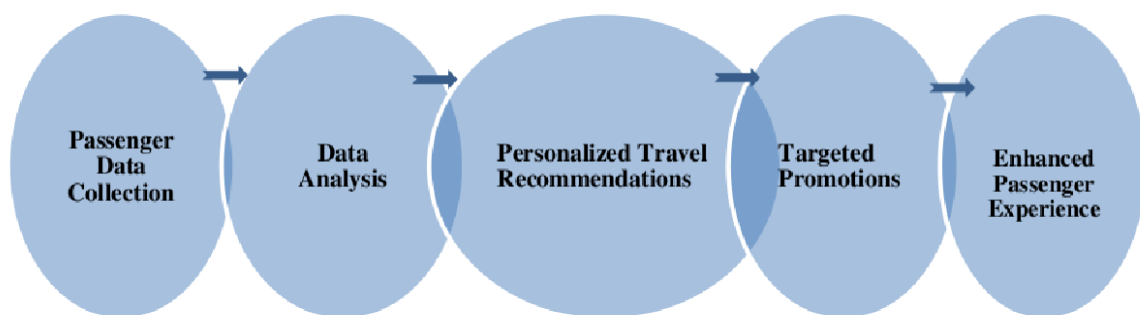 Passenger
Data
Collection
Data
Analysis
Personalized Travel
Recommendations
Targeted
Promotions
Enhanced
Passenger
Experience